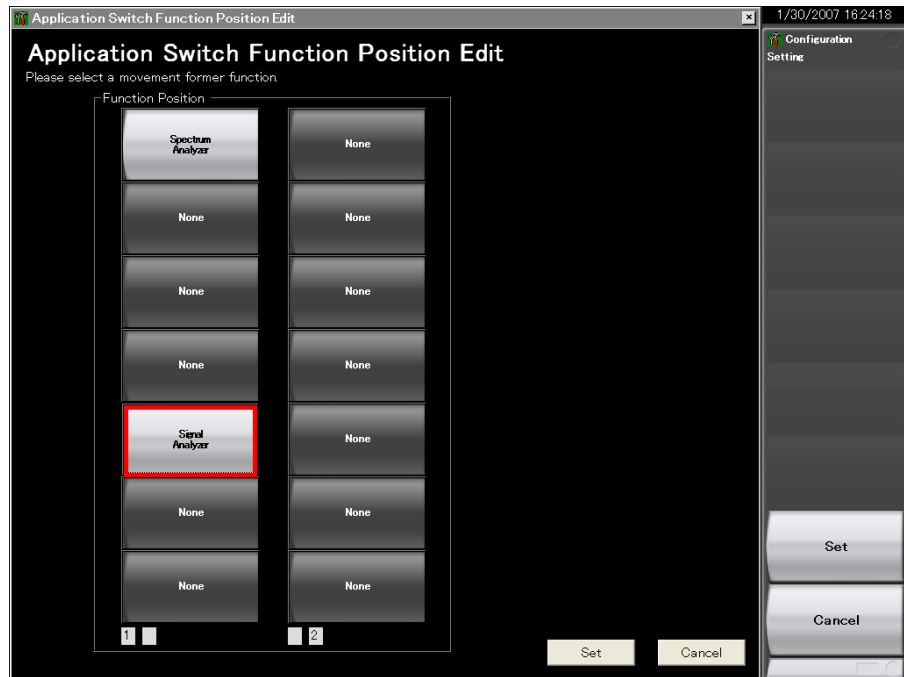 Application Switch Function Position Edit
1/30/2007 16:24:18
Application Switch Function Position Edit
Please select a movement former function.
Configuration
Setting
Function Position
Spectrum
Analyzer
None
None
None
None
None
None
None
Signal
Analyzer
None
None
None
None
None
1
2
Set
Cancel
Set
Cancel